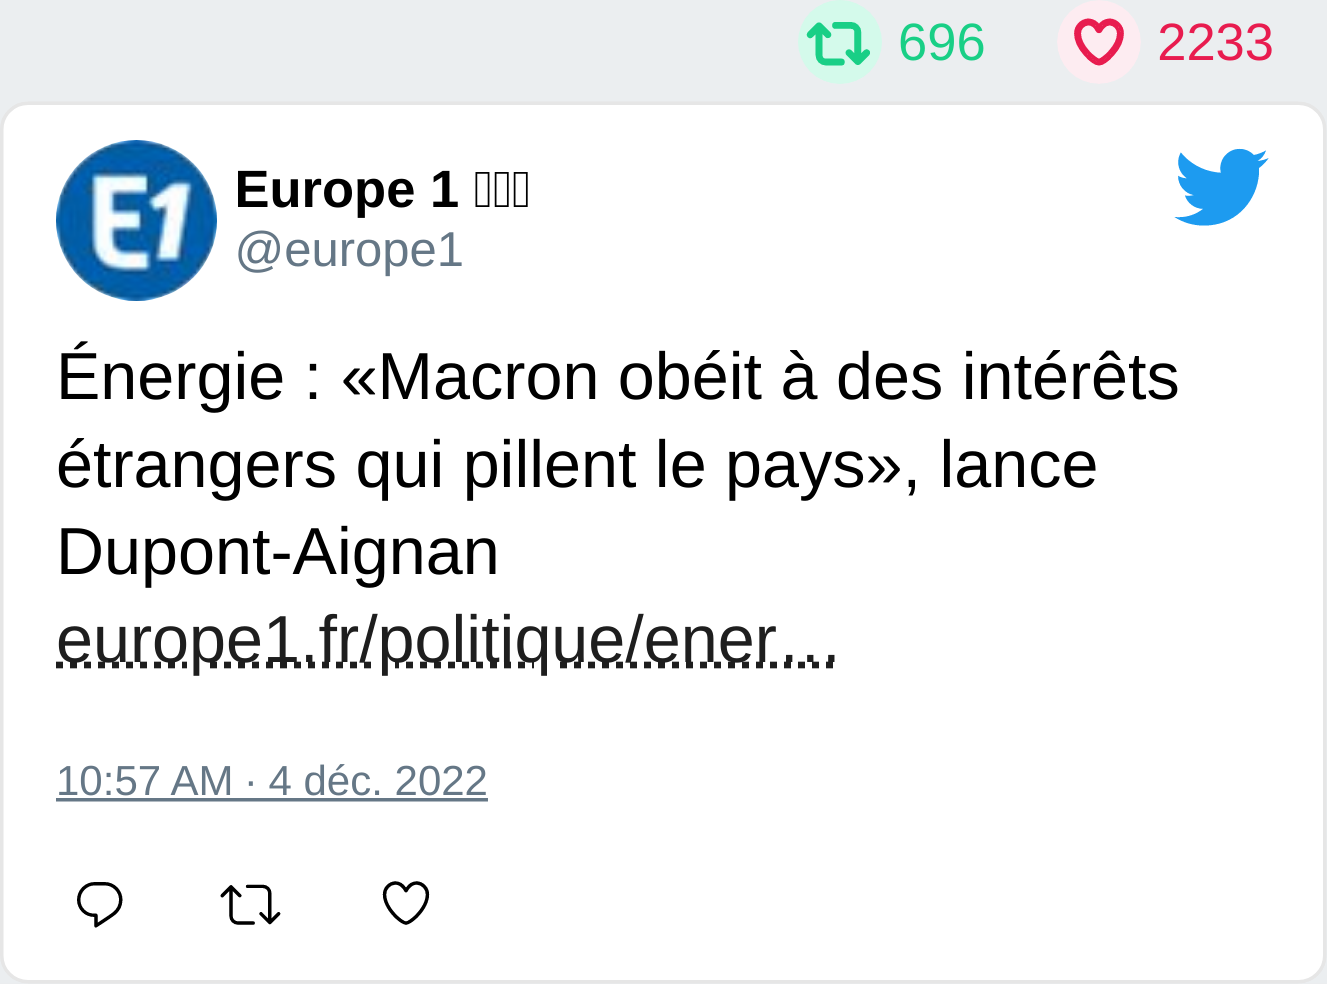 696 2233
E1
Europe 1
@europe1
Énergie : «Macron obéit à des intérêts
étrangers qui pillent le pays», lance
Dupont-Aignan
europe1.fr/politique/ener…
10:57 AM · 4 déc. 2022